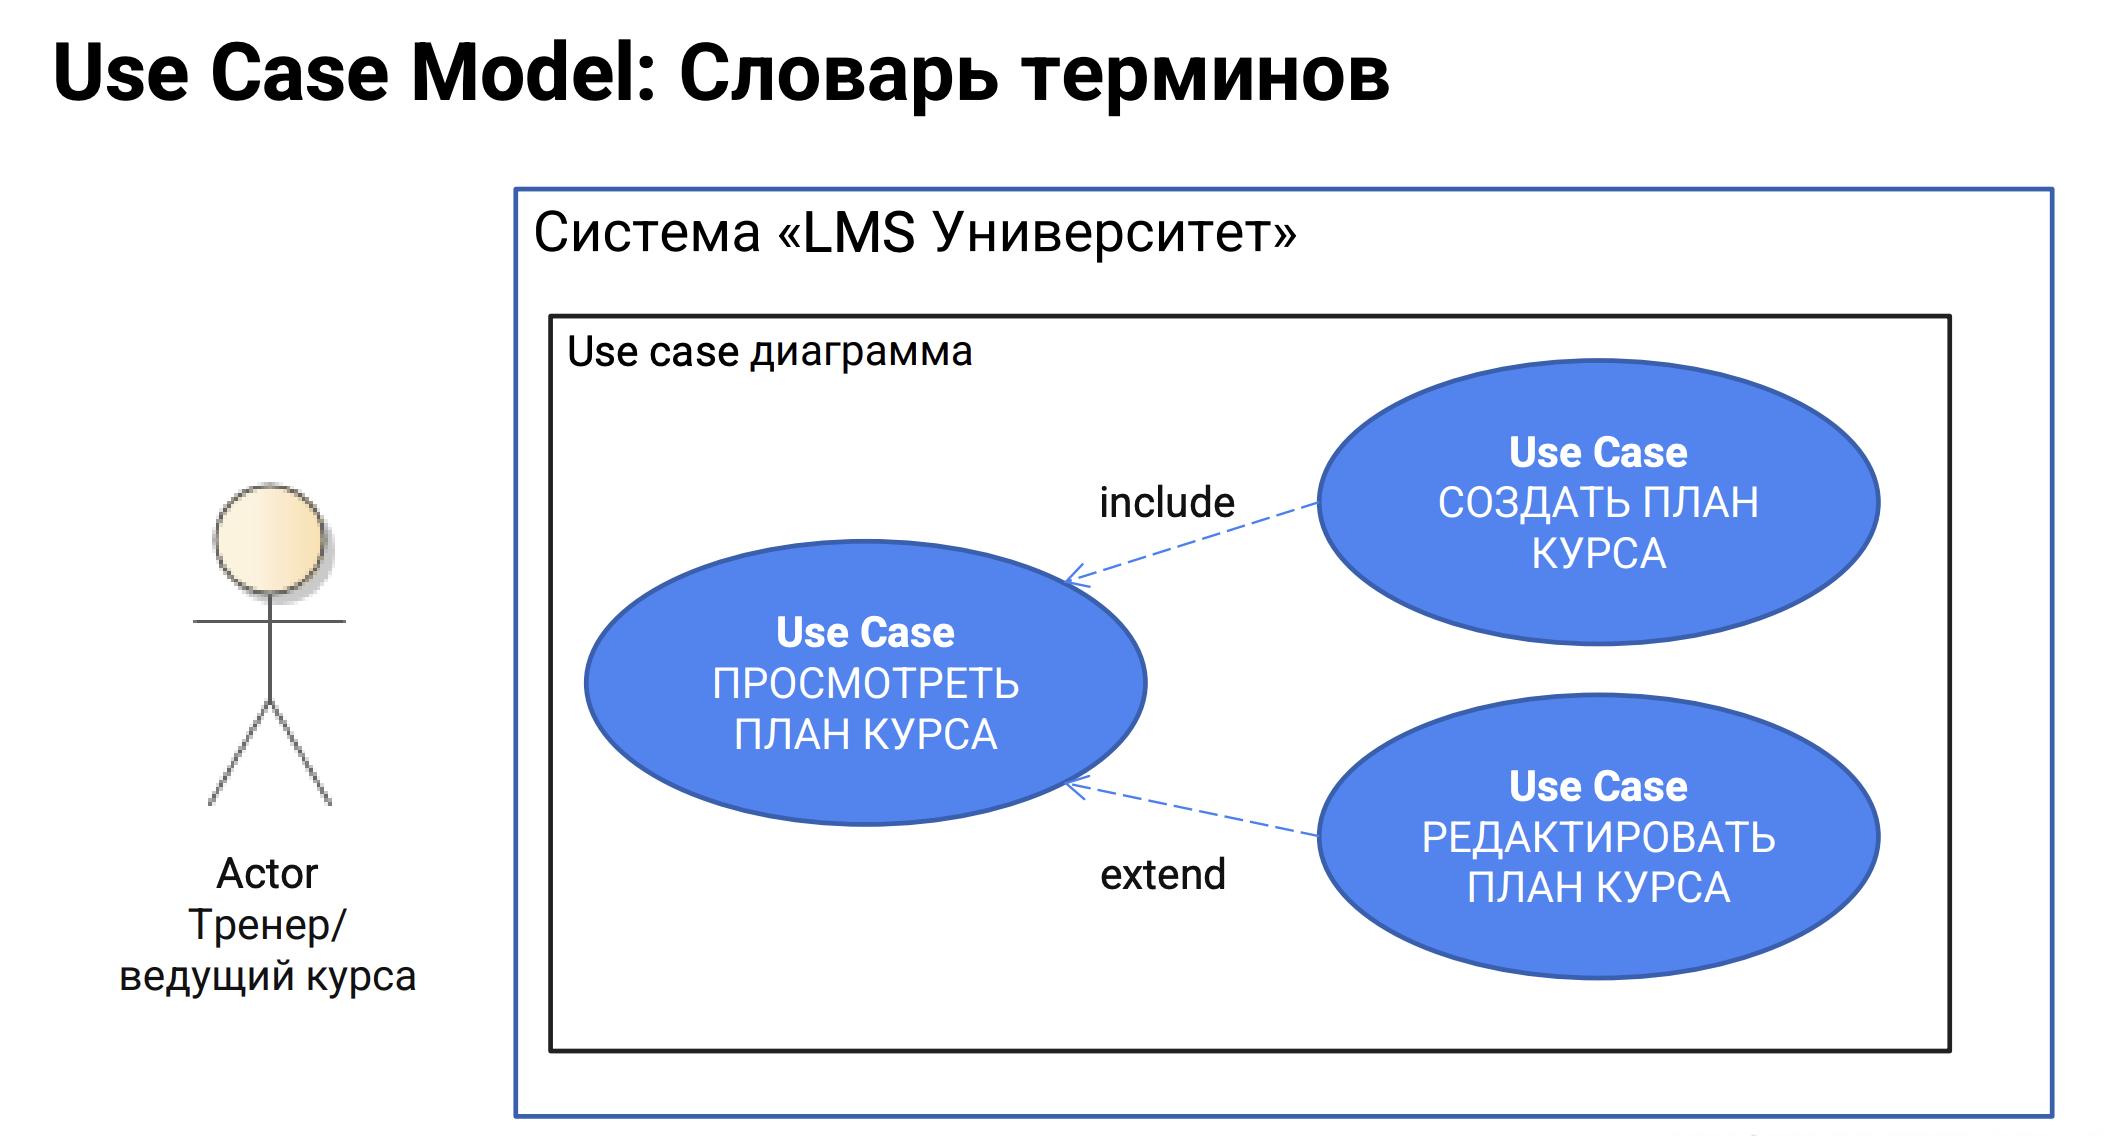 Use Case Model: Словарь терминов
Система «LMS Университет»
Use case диаграмма
Use Case
СОЗДАТЬ ПЛАН
КУРСА
include
Use Case
ПРОСМОТРЕТЬ
ПЛАН КУРСА
Use Case
РЕДАКТИРОВАТЬ
ПЛАН КУРСА
extend
Actor
Тренер/
ведущий курса